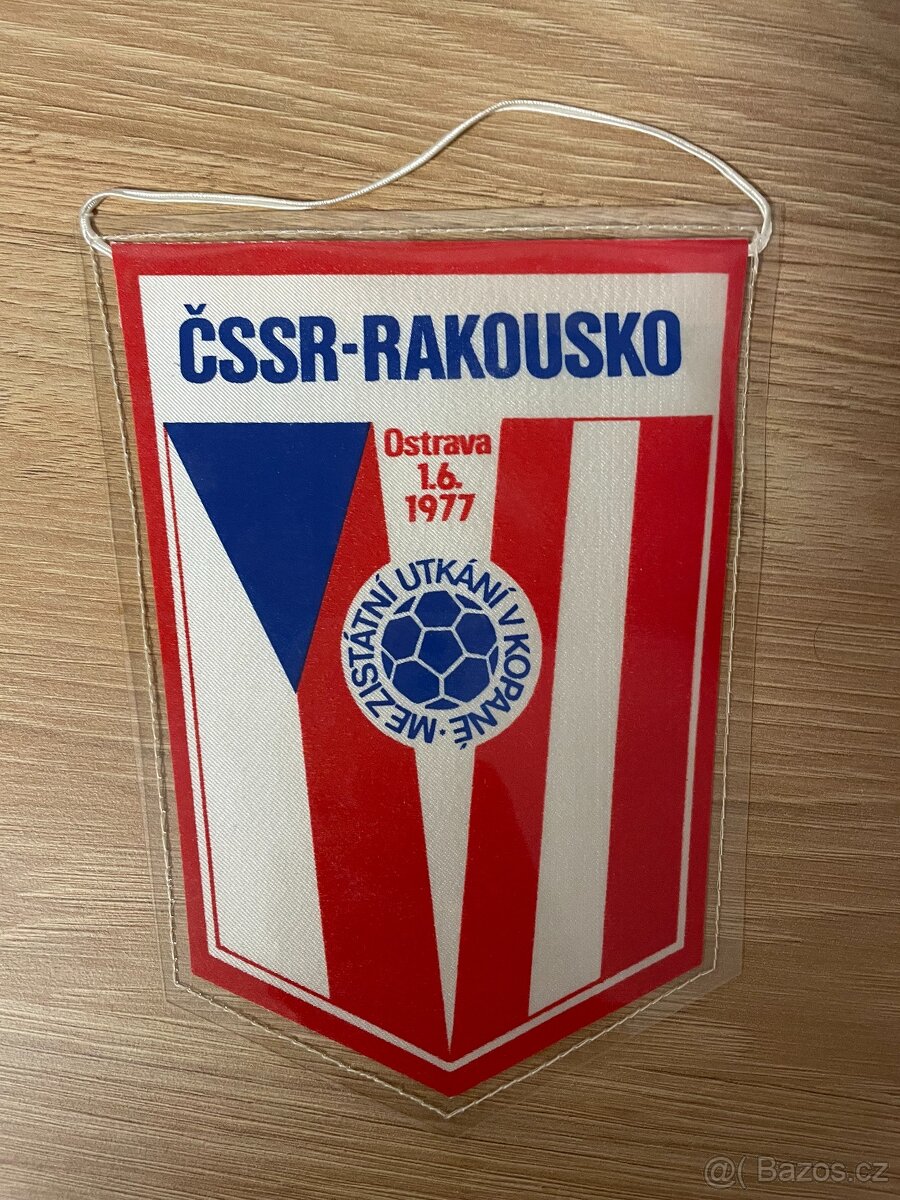 ČSSR-RAKOUSKO
Ostrava
1.6.
1977
MEZISTÁTNÍ UTKÁNÍ V KOPANÉ •
@( Bazos.cz